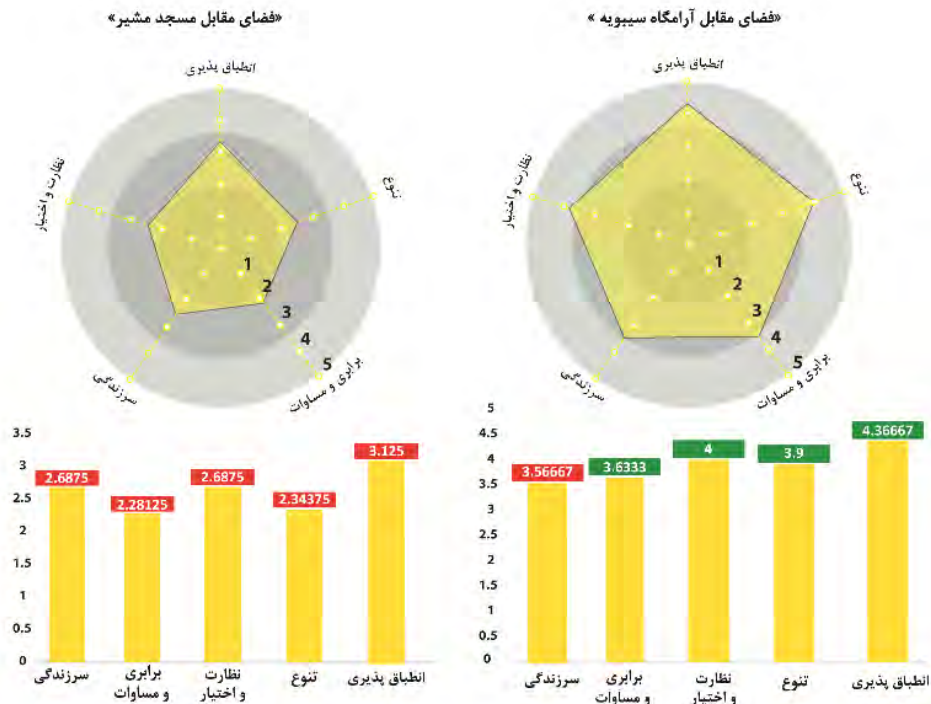 «فضای مقابل آرامگاه سیبویه »
انطباق پذیری
تنوع
نظارت و اختیار
1
2
3
4
5
برابری و مساوات
سرزندگی
«فضای مقابل مسجد مشیر»
انطباق پذیری
تنوع
نظارت و اختیار
1
2
3
4
5
برابری و مساوات
سرزندگی
5
4.5
4
3.5
3
2.5
2
1.5
1
0.5
0
4.36667
3.9
4
3.6333
3.56667
انطباق پذیری
تنوع
نظارت
و اختیار
برابری
و مساوات
سرزندگی
3.5
3
2.5
2
1.5
1
0.5
0
3.125
2.34375
2.6875
2.28125
2.6875
انطباق پذیری
تنوع
نظارت
و اختیار
برابری
و مساوات
سرزندگی